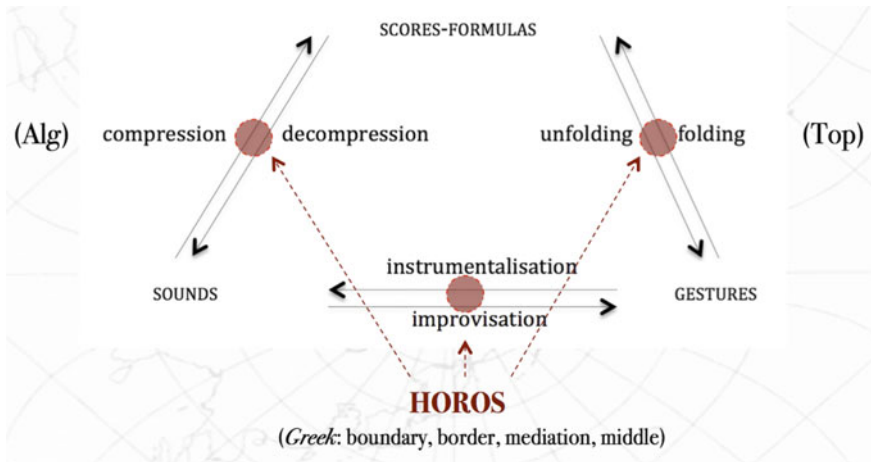 SCORES-FORMULAS
(Alg) compression decompression unfolding folding (Top)
instrumentalisation
SOUNDS GESTURES
improvisation
HOROS
(Greek: boundary, border, mediation, middle)